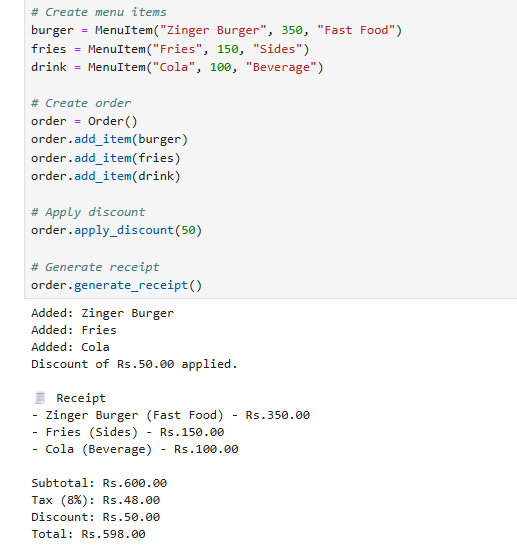 # Create menu items
burger = MenuItem("Zinger Burger", 350, "Fast Food")
fries = MenuItem("Fries", 150, "Sides")
drink = MenuItem("Cola", 100, "Beverage")

# Create order
order = Order()
order.add_item(burger)
order.add_item(fries)
order.add_item(drink)

# Apply discount
order.apply_discount(50)

# Generate receipt
order.generate_receipt()
Added: Zinger Burger
Added: Fries
Added: Cola
Discount of Rs.50.00 applied.

🧾 Receipt
- Zinger Burger (Fast Food) - Rs.350.00
- Fries (Sides) - Rs.150.00
- Cola (Beverage) - Rs.100.00

Subtotal: Rs.600.00
Tax (8%): Rs.48.00
Discount: Rs.50.00
Total: Rs.598.00